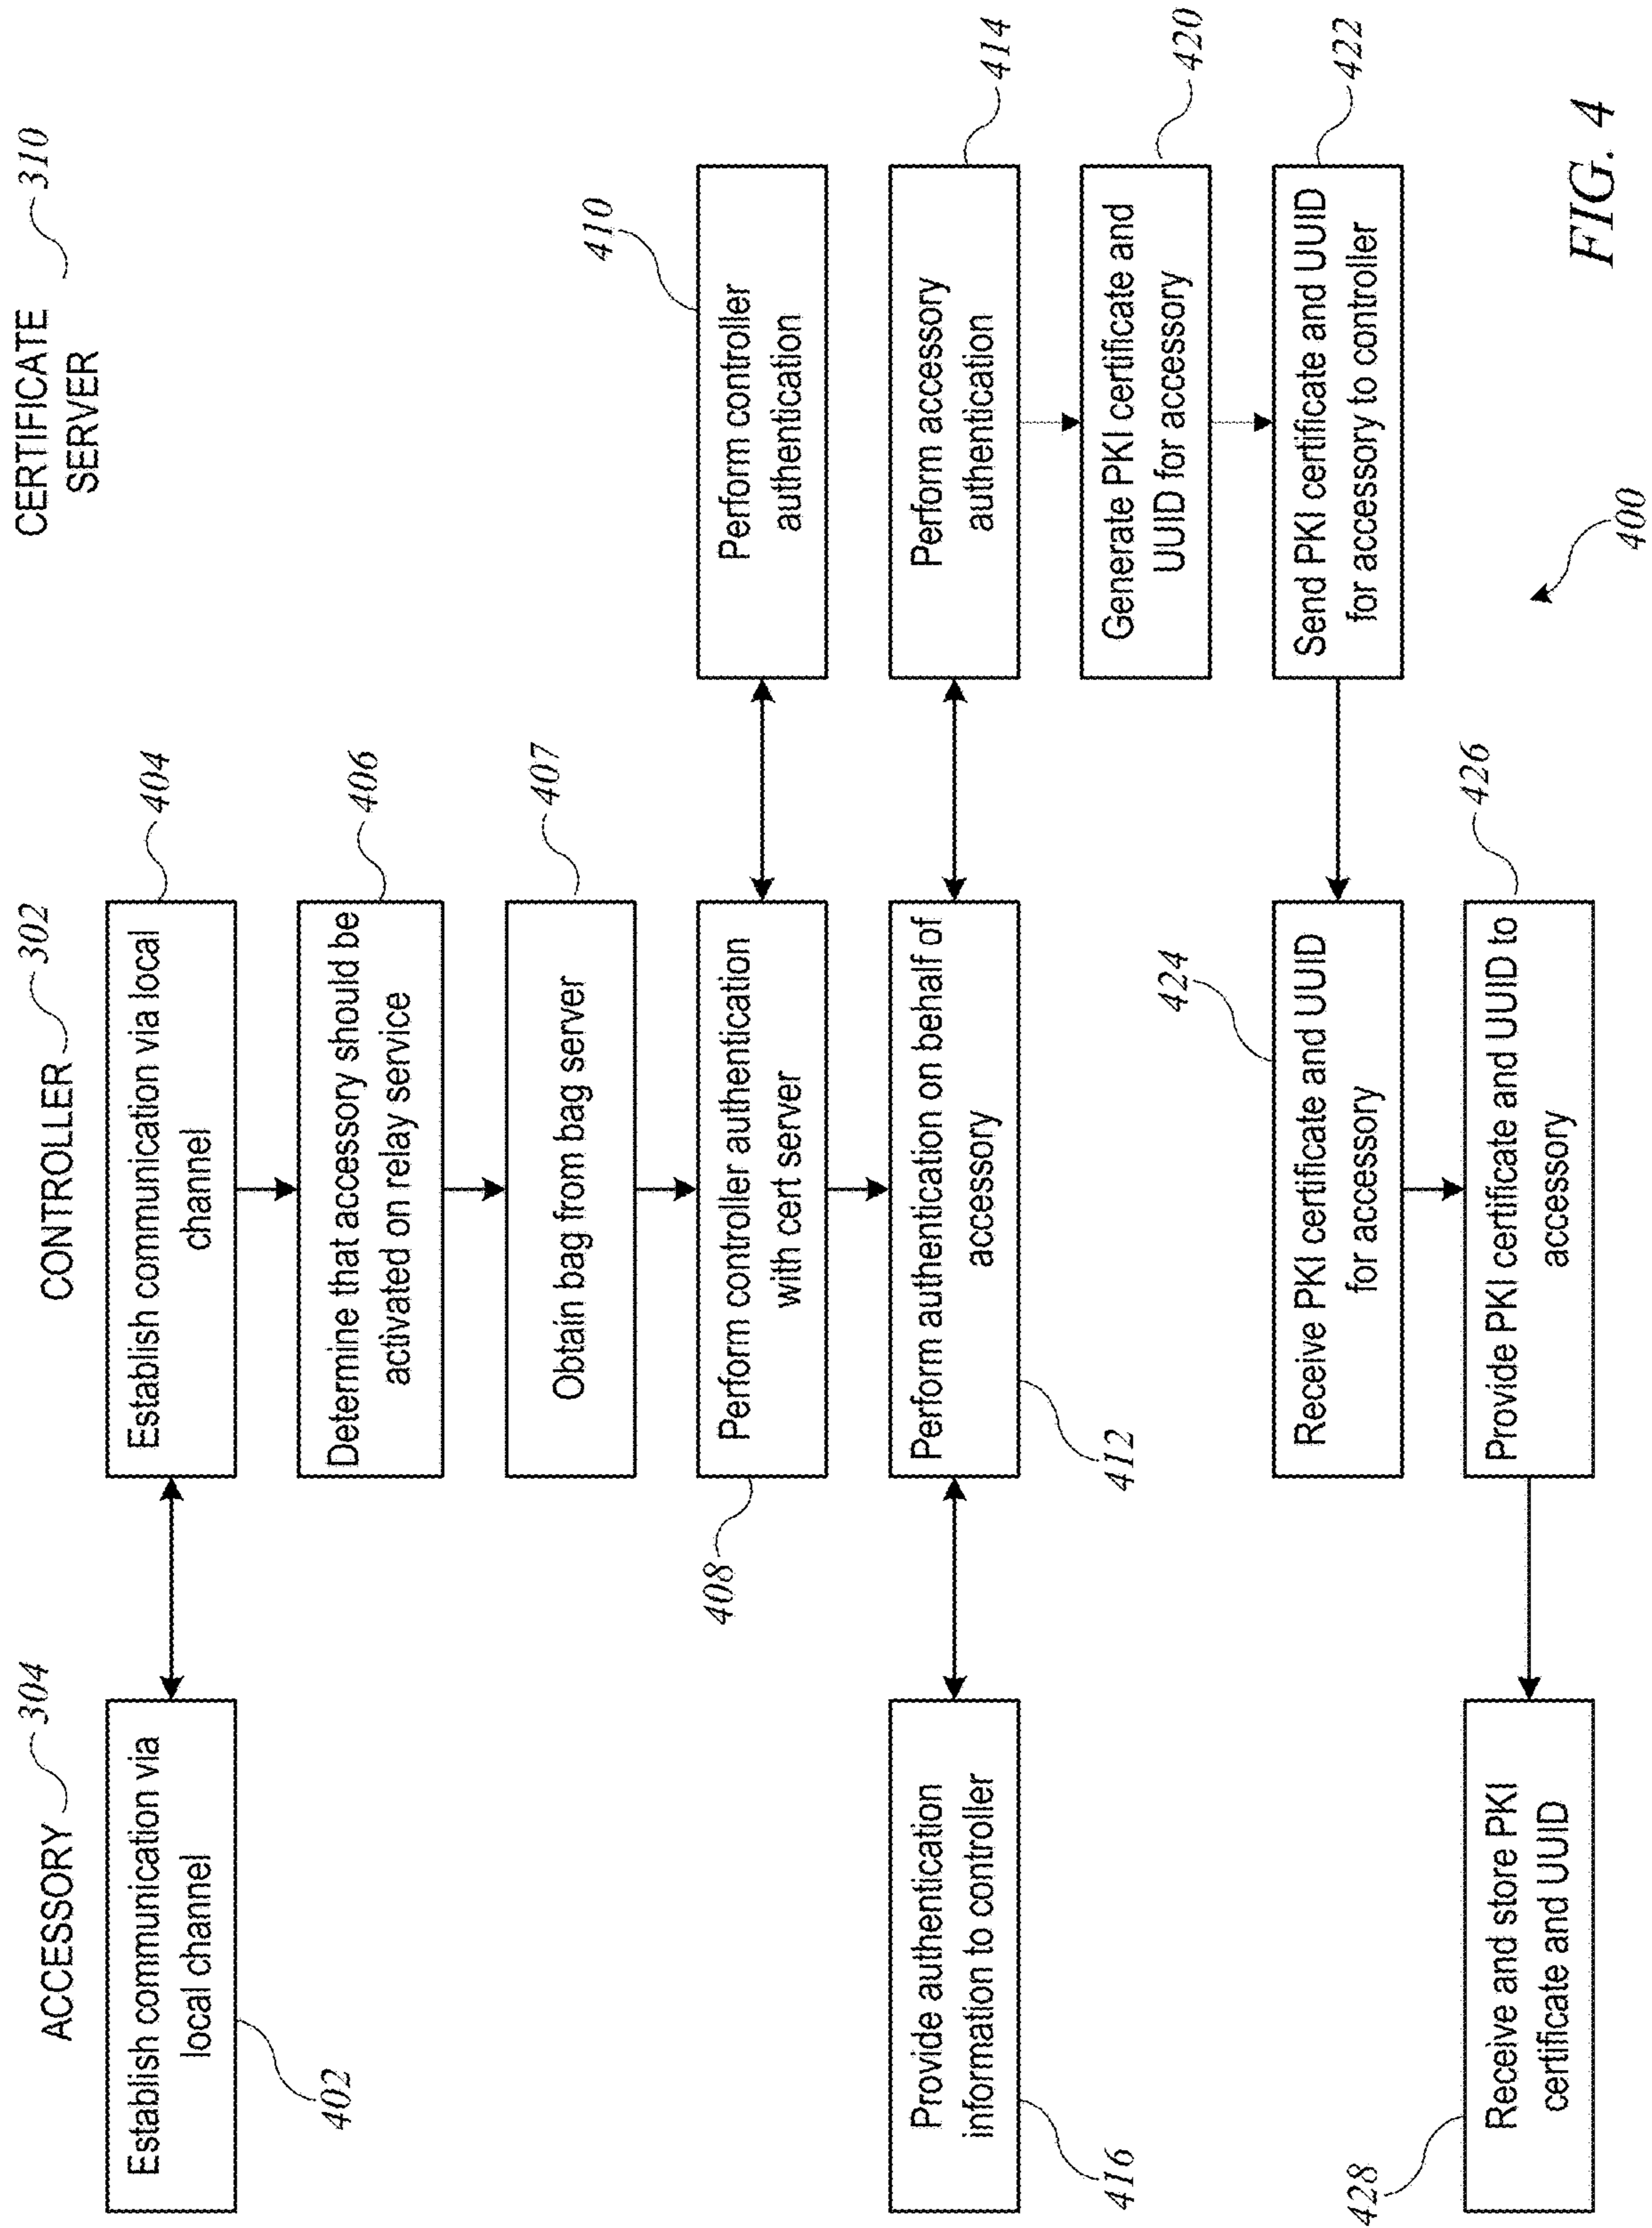 ACCESSORY
304
CONTROLLER
302
CERTIFICATE
SERVER
310
Establish communication via
local channel
402
Establish communication via local
channel
404
Determine that accessory should be
activated on relay service
406
Obtain bag from bag server
407
Perform controller authentication
with cert server
408
Perform controller
authentication
410
Provide authentication
information to controller
416
Perform authentication on behalf of
accessory
412
Perform accessory
authentication
414
Generate PKI certificate and
UUID for accessory
420
Receive PKI certificate and UUID
for accessory
424
Send PKI certificate and UUID
for accessory to controller
422
Receive and store PKI
certificate and UUID
428
Provide PKI certificate and UUID to
accessory
426
400
FIG. 4